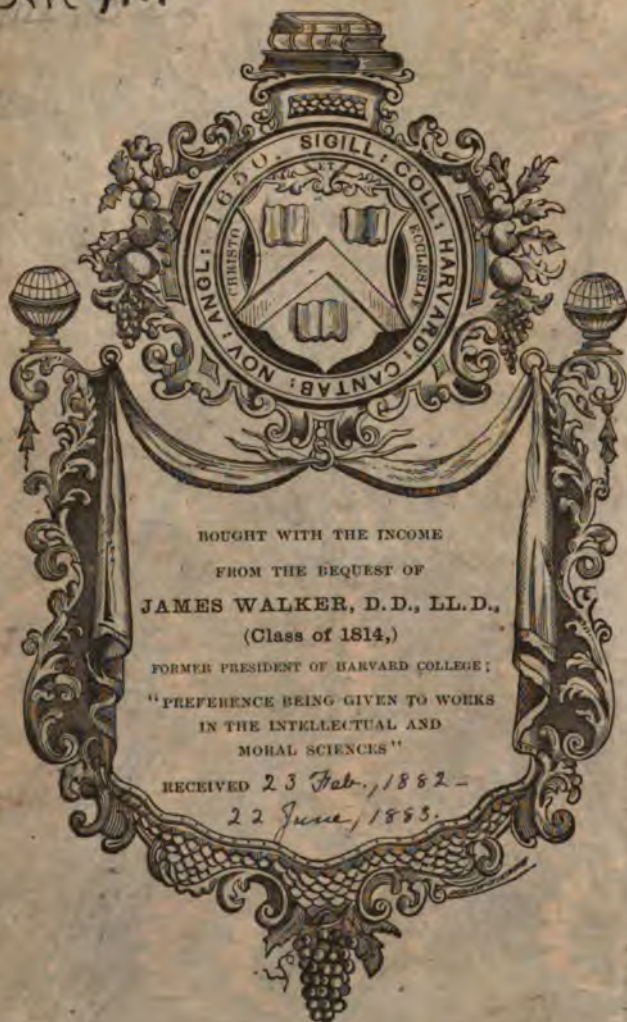 SIGILL: COLL: HARVARD: CANTAB: NOV: ANGL: 1650.
ET
CHRISTO
ECCLESIAE
BOUGHT WITH THE INCOME
FROM THE BEQUEST OF
JAMES WALKER, D.D., LL.D.,
(Class of 1814,)
FORMER PRESIDENT OF HARVARD COLLEGE;
"PREFERENCE BEING GIVEN TO WORKS
IN THE INTELLECTUAL AND
MORAL SCIENCES"
RECEIVED 23 Feb., 1882 –
22 June, 1883.